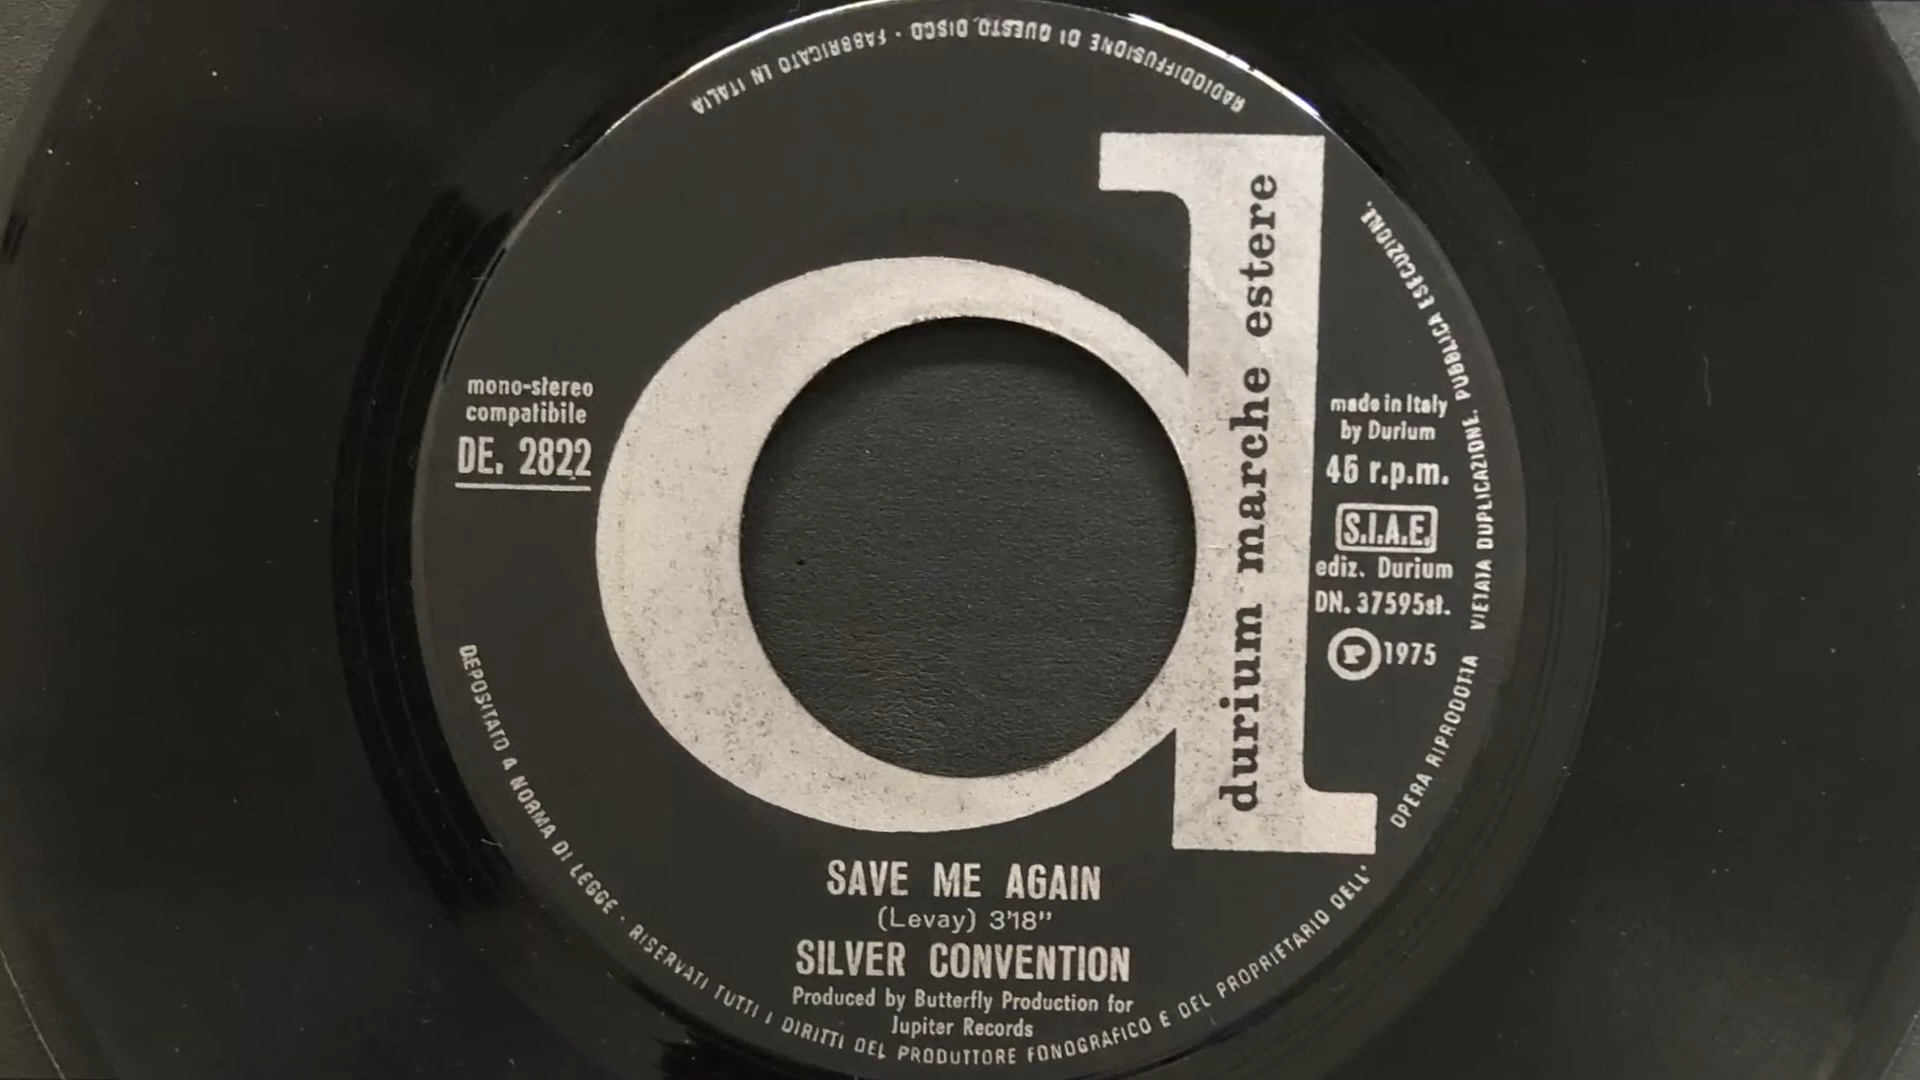 mono-stereo
compatibile
DE. 2822
durium marche estere
made in Italy
by Durium
45 r.p.m.
S.I.A.E.
ediz. Durium
DN. 37595st.
Ⓟ 1975
SAVE ME AGAIN
(Levay) 3'18"
SILVER CONVENTION
Produced by Butterfly Production for
Jupiter Records
DEPOSITATO A NORMA DI LEGGE · RISERVATI TUTTI I DIRITTI DEL PRODUTTORE FONOGRAFICO E DEL PROPRIETARIO DELL'
OPERA RIPRODOTTA VIETATA DUPLICAZIONE, PUBBLICA ESECUZIONE,
RADIODIFFUSIONE DI QUESTO DISCO · FABBRICATO IN ITALIA